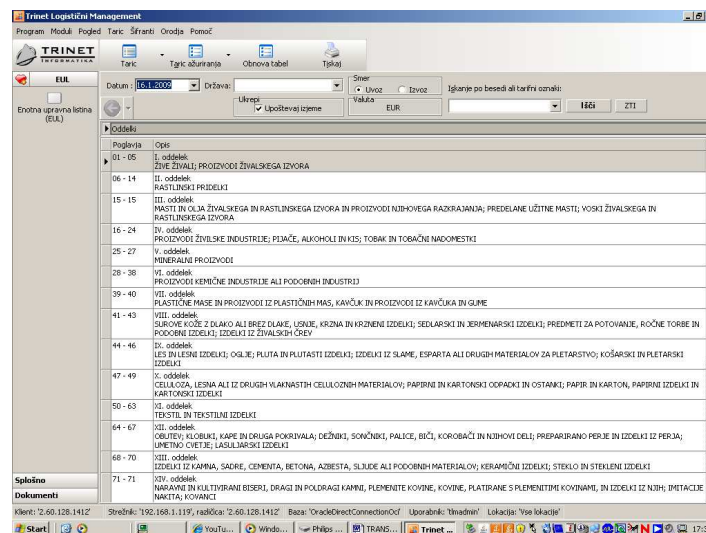 Trinet Logistični Management
Program Moduli Pogled Taric Šifranti Orodja Pomoč
TRINET
INFORMATIKA
Taric
Taric ažuriranja
Obnova tabel
Tiskaj
EUL
Enotna upravna listina
(EUL)
Datum : 16.1.2009 Država:
Smer
Uvoz Izvoz
Iskanje po besedi ali tarifni oznaki:
Ukrepi
Upoštevaj izjeme
Valuta
EUR
Išči ZTI
Oddelki
Poglavja Opis
01 - 05 I. oddelek
ŽIVE ŽIVALI; PROIZVODI ŽIVALSKEGA IZVORA
06 - 14 II. oddelek
RASTLINSKI PRIDELKI
15 - 15 III. oddelek
MASTI IN OLJA ŽIVALSKEGA IN RASTLINSKEGA IZVORA IN PROIZVODI NJIHOVEGA RAZKRAJANJA; PREDELANE UŽITNE MASTI; VOSKI ŽIVALSKEGA IN
RASTLINSKEGA IZVORA
16 - 24 IV. oddelek
PROIZVODI ŽIVILSKE INDUSTRIJE; PIJAČE, ALKOHOLI IN KIS; TOBAK IN TOBAČNI NADOMESTKI
25 - 27 V. oddelek
MINERALNI PROIZVODI
28 - 38 VI. oddelek
PROIZVODI KEMIČNE INDUSTRIJE ALI PODOBNIH INDUSTRIJ
39 - 40 VII. oddelek
PLASTIČNE MASE IN PROIZVODI IZ PLASTIČNIH MAS, KAVČUK IN PROIZVODI IZ KAVČUKA IN GUME
41 - 43 VIII. oddelek
SUROVE KOŽE Z DLAKO ALI BREZ DLAKE, USNJE, KRZNA IN KRZNENI IZDELKI; SEDLARSKI IN JERMENARSKI IZDELKI; PREDMETI ZA POTOVANJE, ROČNE TORBE IN
PODOBNI IZDELKI; IZDELKI IZ ŽIVALSKIH ČREV
44 - 46 IX. oddelek
LES IN LESNI IZDELKI; OGLJE; PLUTA IN PLUTASTI IZDELKI; IZDELKI IZ SLAME, ESPARTA ALI DRUGIH MATERIALOV ZA PLETARSTVO; KOŠARSKI IN PLETARSKI
IZDELKI
47 - 49 X. oddelek
CELULOZA, LESNA ALI IZ DRUGIH VLAKNASTIH CELULOZNIH MATERIALOV; PAPIRNI IN KARTONSKI ODPADKI IN OSTANKI; PAPIR IN KARTON, PAPIRNI IZDELKI IN
KARTONSKI IZDELKI
50 - 63 XI. oddelek
TEKSTIL IN TEKSTILNI IZDELKI
64 - 67 XII. oddelek
OBUTEV; KLOBUKI, KAPE IN DRUGA POKRIVALA; DEŽNIKI, SONČNIKI, PALICE, BIČI, KOROBAČI IN NJIHOVI DELI; PREPARIRANO PERJE IN IZDELKI IZ PERJA;
UMETNO CVETJE; LASULJARSKI IZDELKI
68 - 70 XIII. oddelek
IZDELKI IZ KAMNA, SADRE, CEMENTA, BETONA, AZBESTA, SLJUDE ALI PODOBNIH MATERIALOV; KERAMIČNI IZDELKI; STEKLO IN STEKLENI IZDELKI
71 - 71 XIV. oddelek
NARAVNI IN KULTIVIRANI BISERI, DRAGI IN POLDRAGI KAMNI, PLEMENITE KOVINE, KOVINE, PLATIRANE S PLEMENITIMI KOVINAMI, IN IZDELKI IZ NJIH; IMITACIJE
NAKITA; KOVANCI
Splošno
Dokumenti
Klient: '2.60.128.1412' Strežnik: '192.168.1.119', različica: '2.60.128.1412' Baza: 'OracleDirectConnectionOci' Uporabnik: 'tlmadmin' Lokacija: 'Vse lokacije'
Start YouTu... Windo... Philips ... TRANS... Trinet ... 17:3